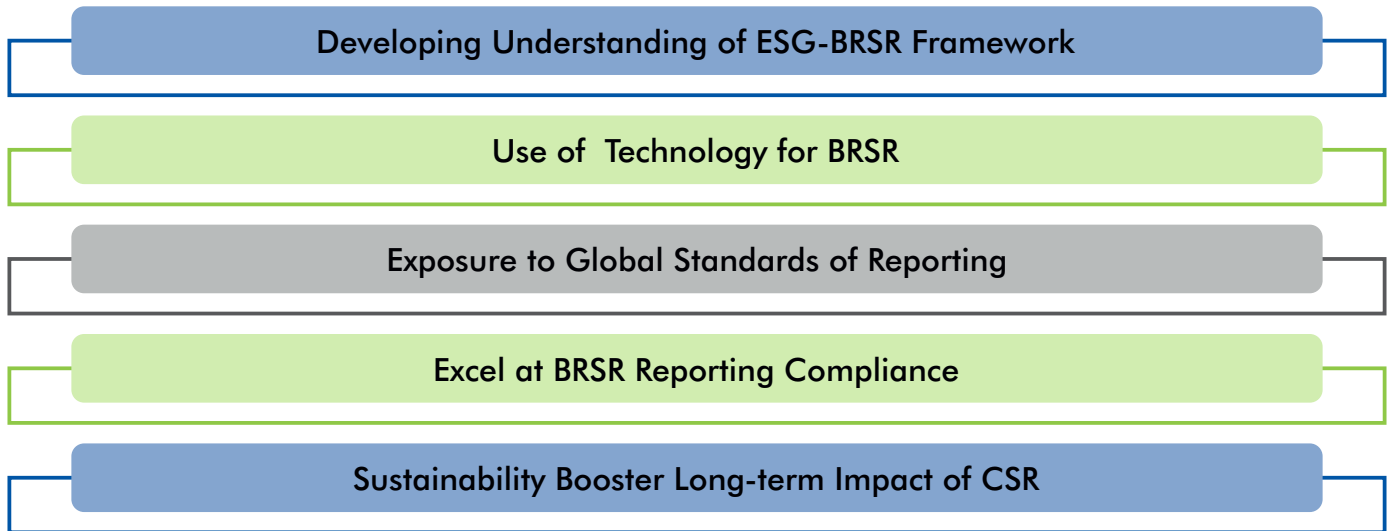 Developing Understanding of ESG-BRSR Framework
Use of Technology for BRSR
Exposure to Global Standards of Reporting
Excel at BRSR Reporting Compliance
Sustainability Booster Long-term Impact of CSR